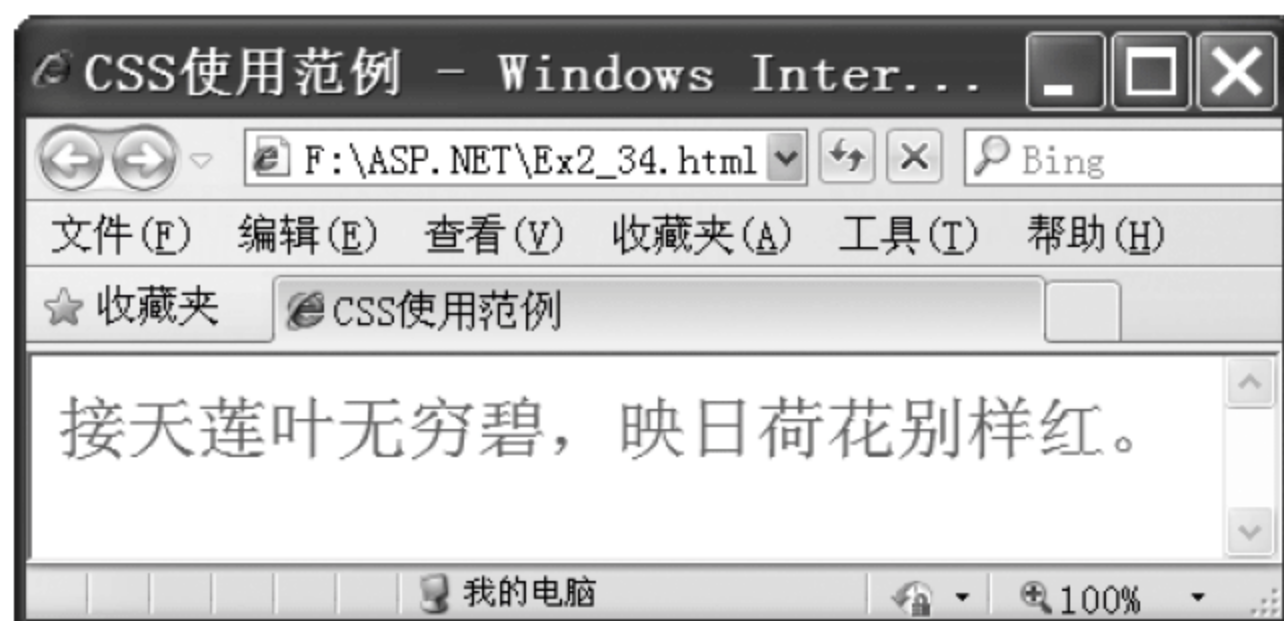 CSS使用范例 - Windows Inter...
F:\ASP.NET\Ex2_34.html Bing
文件(F) 编辑(E) 查看(V) 收藏夹(A) 工具(T) 帮助(H)
收藏夹 CSS使用范例
接天莲叶无穷碧，映日荷花别样红。
我的电脑 100%